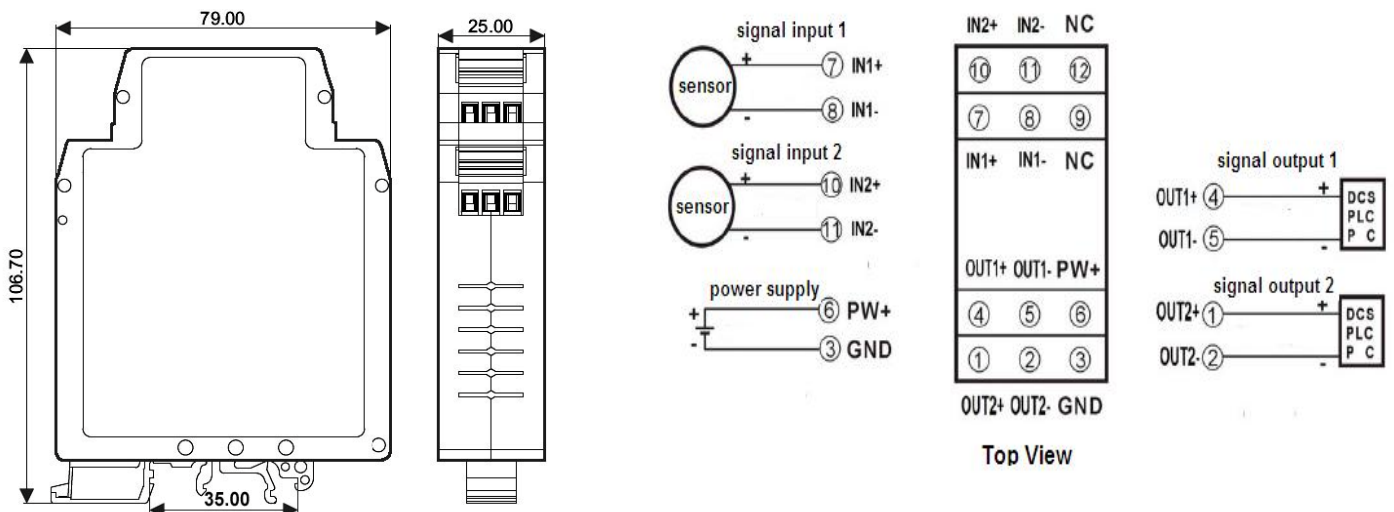 79.00
25.00
106.70
35.00
signal input 1
+ ⑦ IN1+
sensor
- ⑧ IN1-
signal input 2
+ ⑩ IN2+
sensor
- ⑪ IN2-
power supply
+ ⑥ PW+
- ③ GND
IN2+ IN2- NC
⑩ ⑪ ⑫
⑦ ⑧ ⑨
IN1+ IN1- NC
OUT1+ OUT1- PW+
④ ⑤ ⑥
① ② ③
OUT2+ OUT2- GND
Top View
signal output 1
OUT1+ ④ + DCS
PLC
OUT1- ⑤ - P C
signal output 2
OUT2+ ① + DCS
PLC
OUT2- ② - P C